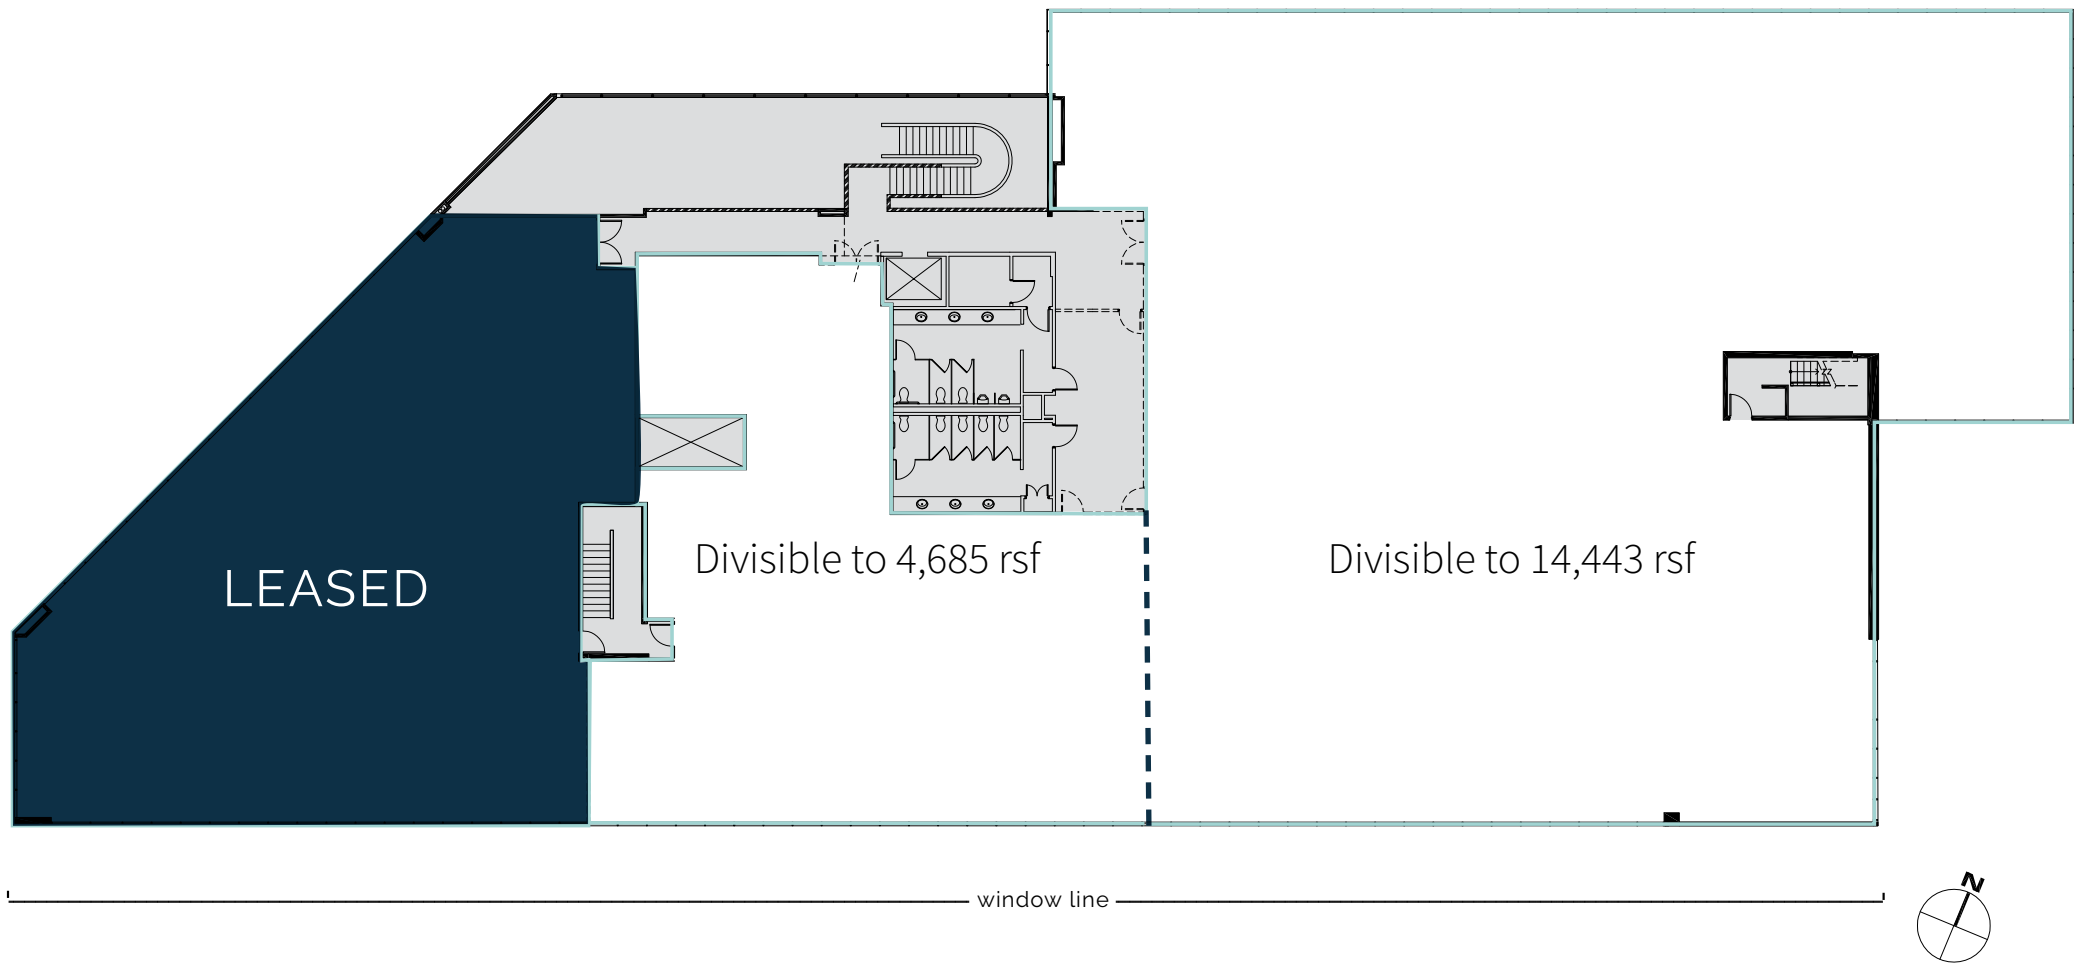 Divisible to 4,685 rsf
Divisible to 14,443 rsf
LEASED
window line
N